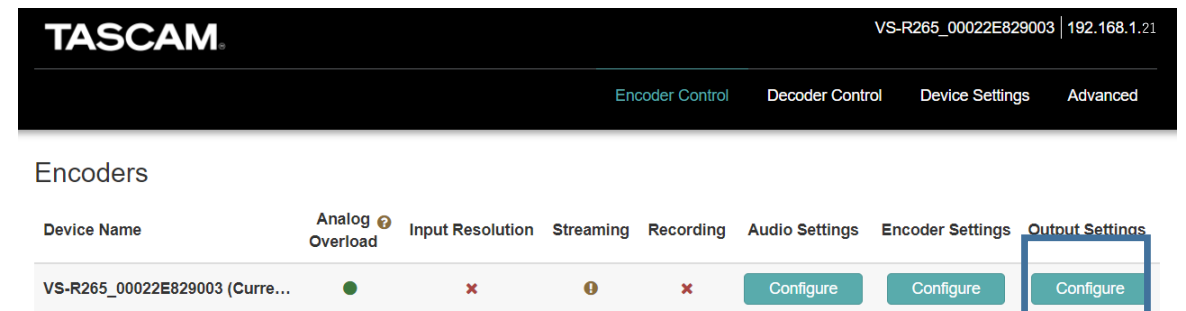 TASCAM.
VS-R265_00022E829003 | 192.168.1.21
Encoder Control Decoder Control Device Settings Advanced
Encoders
Device Name Analog Overload ? Input Resolution Streaming Recording Audio Settings Encoder Settings Output Settings
VS-R265_00022E829003 (Curre... Configure Configure Configure